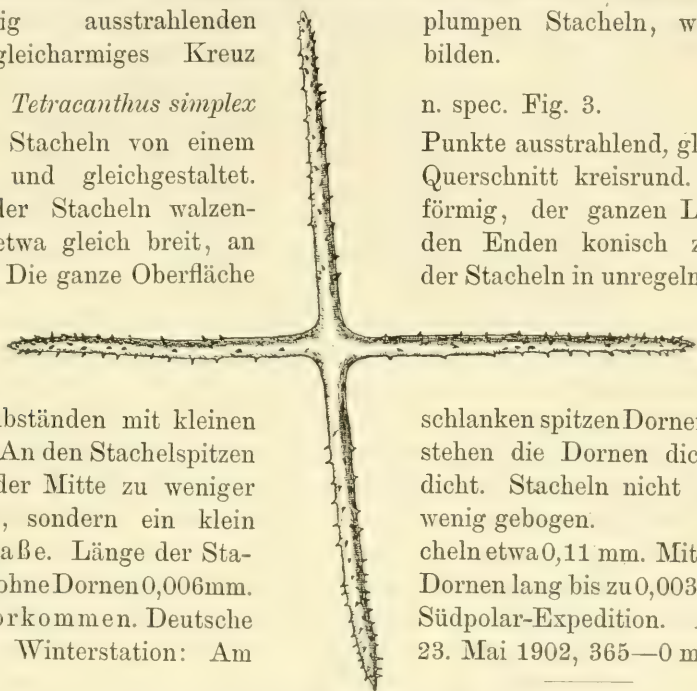 ig ausstrahlenden plumpen Stacheln, w
gleicharmiges Kreuz bilden.
Tetracanthus simplex n. spec. Fig. 3.
Stacheln von einem Punkte ausstrahlend, gl
und gleichgestaltet. Querschnitt kreisrund.
der Stacheln walzen- förmig, der ganzen L
etwa gleich breit, an den Enden konisch z
Die ganze Oberfläche der Stacheln in unregeln
bständen mit kleinen schlanken spitzen Dornen
An den Stachelspitzen stehen die Dornen dic
der Mitte zu weniger dicht. Stacheln nicht
, sondern ein klein wenig gebogen.
aße. Länge der Sta- cheln etwa 0,11 mm. Mit
ohne Dornen 0,006 mm. Dornen lang bis zu 0,003
orkommen. Deutsche Südpolar-Expedition.
Winterstation: Am 23. Mai 1902, 365—0 m